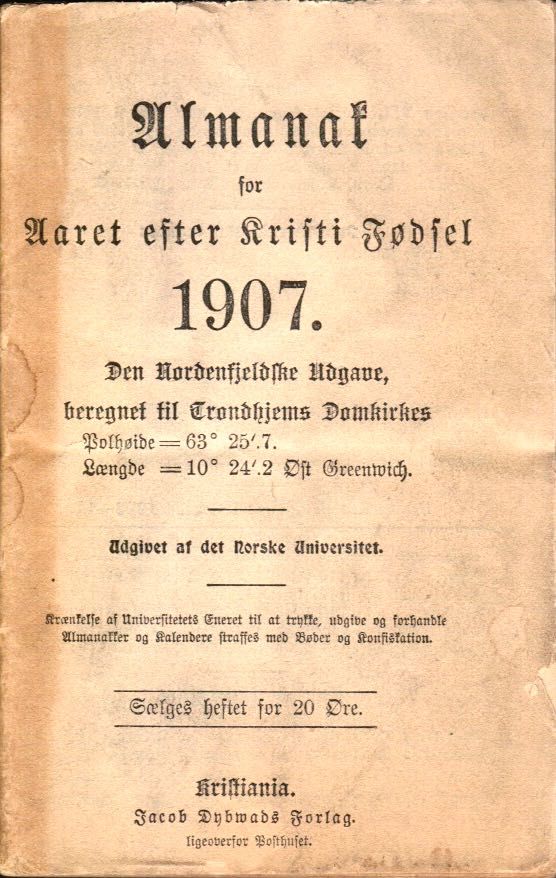 Almanak
for
Aaret efter Kristi Fødsel
1907.
Den Nordenfjeldske Udgave,
beregnet til Trondhjems Domkirkes
Polhøide = 63° 25′.7.
Længde = 10° 24′.2 Øst Greenwich.
Udgivet af det Norske Universitet.
Krænkelse af Universitetets Eneret til at trykke, udgive og forhandle
Almanakker og Kalendere straffes med Bøder og Konfiskation.
Sælges heftet for 20 Øre.
Kristiania.
Jacob Dybwads Forlag.
ligeoverfor Posthuset.